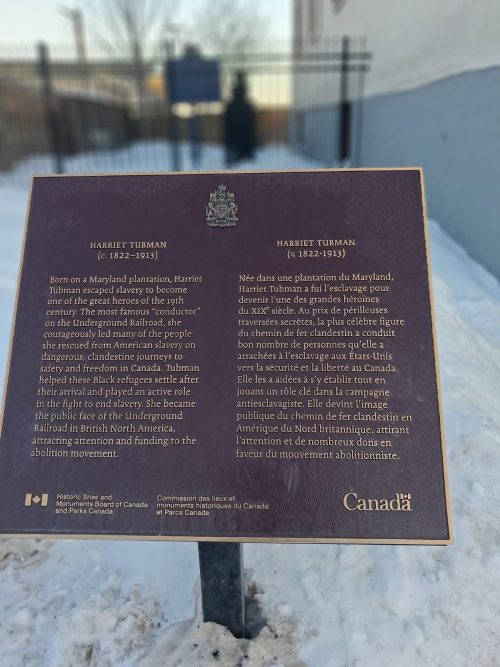 HARRIET TUBMAN
(c. 1822–1913)
Born on a Maryland plantation, Harriet
Tubman escaped slavery to become
one of the great heroes of the 19th
century. The most famous "conductor"
on the Underground Railroad, she
courageously led many of the people
she rescued from American slavery on
dangerous, clandestine journeys to
safety and freedom in Canada. Tubman
helped these Black refugees settle after
their arrival and played an active role
in the fight to end slavery. She became
the public face of the Underground
Railroad in British North America,
attracting attention and funding to the
abolition movement.
HARRIET TUBMAN
(v. 1822-1913)
Née dans une plantation du Maryland,
Harriet Tubman a fui l'esclavage pour
devenir l'une des grandes héroïnes
du XIXe siècle. Au prix de périlleuses
traversées secrètes, la plus célèbre figure
du chemin de fer clandestin a conduit
bon nombre de personnes qu'elle a
arrachées à l'esclavage aux États-Unis
vers la sécurité et la liberté au Canada.
Elle les a aidées à s'y établir tout en
jouant un rôle clé dans la campagne
antiesclavagiste. Elle devint l'image
publique du chemin de fer clandestin en
Amérique du Nord britannique, attirant
l'attention et de nombreux dons en
faveur du mouvement abolitionniste.
Historic Sites and
Monuments Board of Canada
and Parks Canada
Commission des lieux et
monuments historiques du Canada
et Parcs Canada
Canada